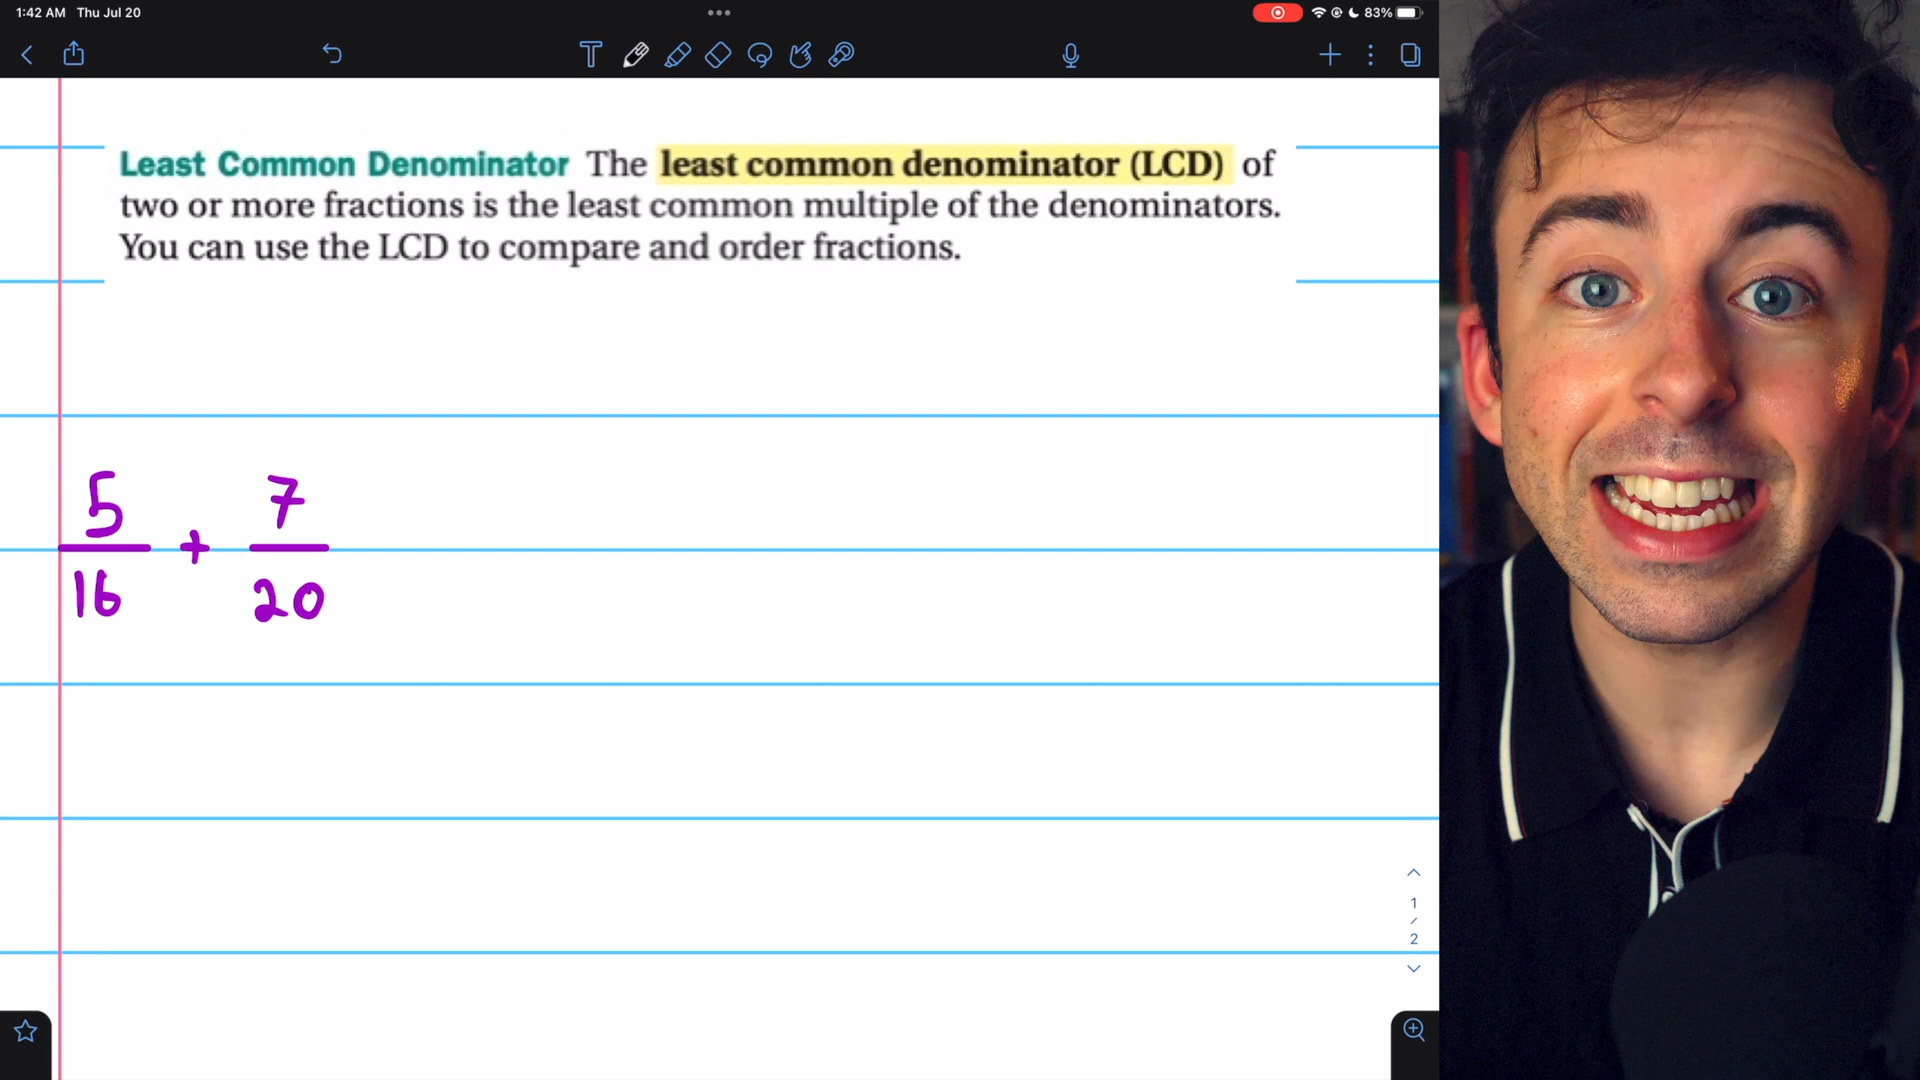 1:42 AM Thu Jul 20
83%
Least Common Denominator The least common denominator (LCD) of
two or more fractions is the least common multiple of the denominators.
You can use the LCD to compare and order fractions.
5 7
+
16 20
1
/
2